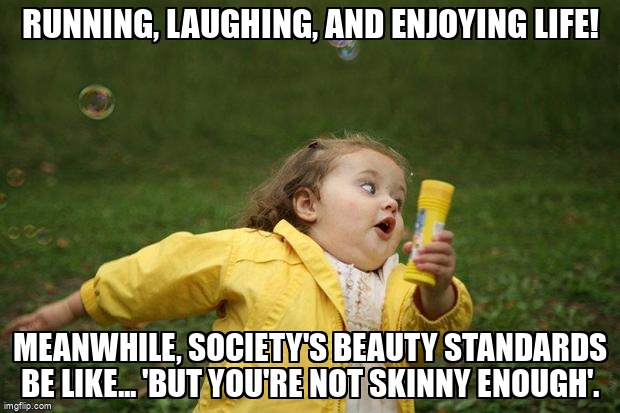 RUNNING, LAUGHING, AND ENJOYING LIFE!
MEANWHILE, SOCIETY'S BEAUTY STANDARDS
BE LIKE... 'BUT YOU'RE NOT SKINNY ENOUGH'.
imgflip.com